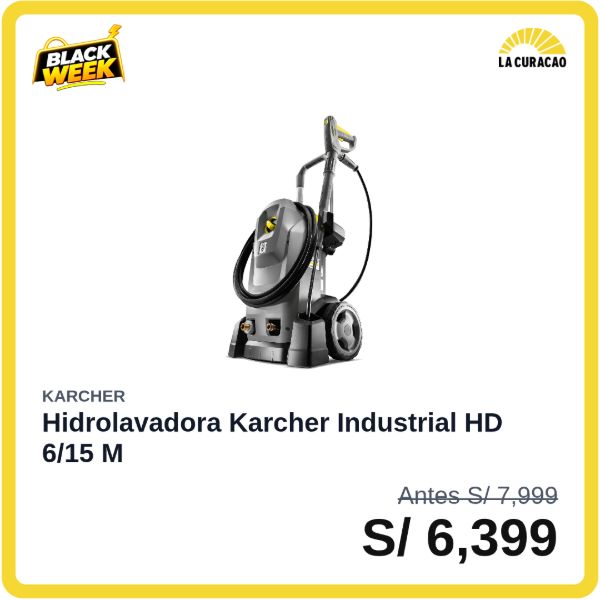 BLACK
WEEK
LA CURACAO
KARCHER
Hidrolavadora Karcher Industrial HD
6/15 M
Antes S/ 7,999
S/ 6,399